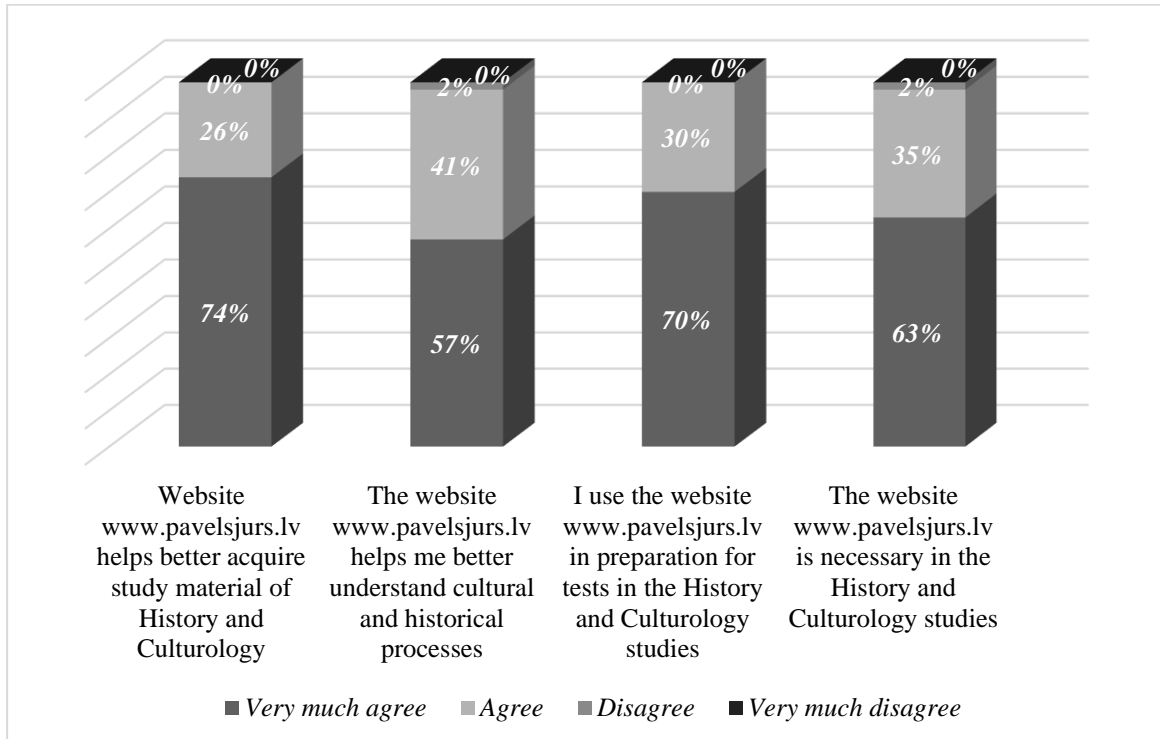 0% 0% 0% 0%
0% 2% 0% 2%
26% 41% 30% 35%
74% 57% 70% 63%
Website
www.pavelsjurs.lv
helps better acquire
study material of
History and
Culturology
The website
www.pavelsjurs.lv
helps me better
understand cultural
and historical
processes
I use the website
www.pavelsjurs.lv
in preparation for
tests in the History
and Culturology
studies
The website
www.pavelsjurs.lv
is necessary in the
History and
Culturology studies
Very much agree Agree Disagree Very much disagree